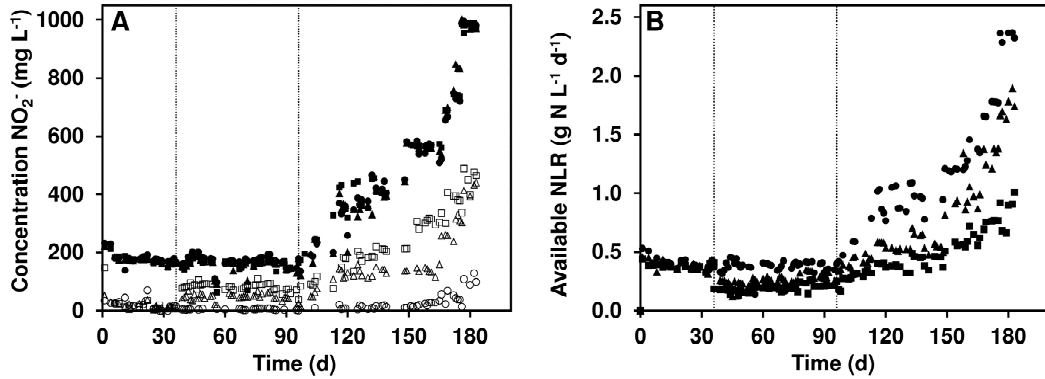 A
Concentration NO₂⁻ (mg L⁻¹)
1000
800
600
400
200
0
0 30 60 90 120 150 180
Time (d)
B
Available NLR (g N L⁻¹ d⁻¹)
2.5
2.0
1.5
1.0
0.5
0.0
0 30 60 90 120 150 180
Time (d)